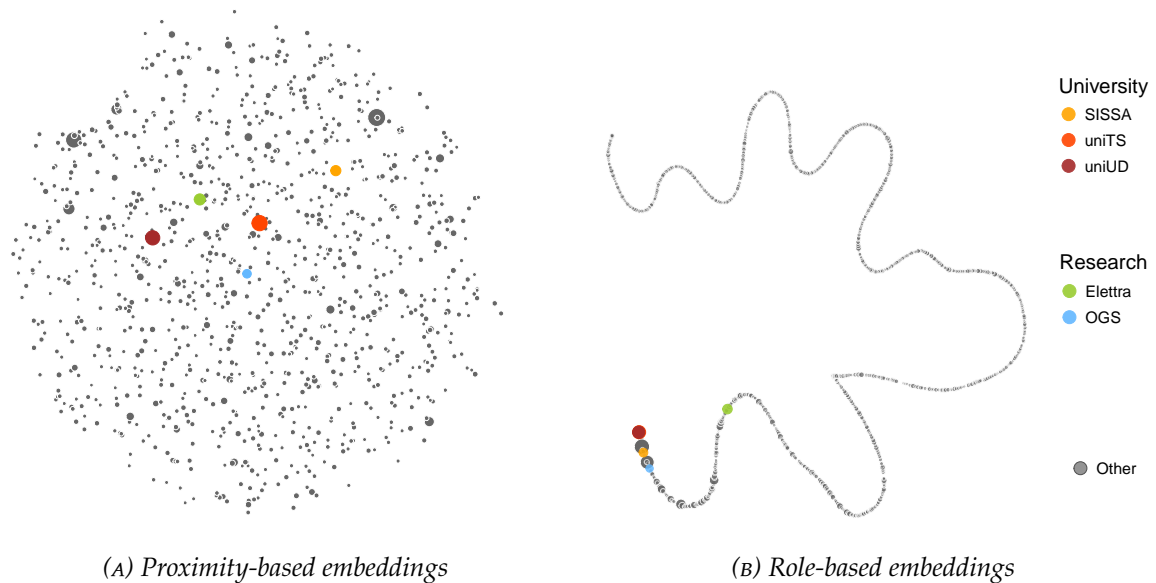 University
SISSA
uniTS
uniUD
Research
Elettra
OGS
Other
(A) Proximity-based embeddings
(B) Role-based embeddings